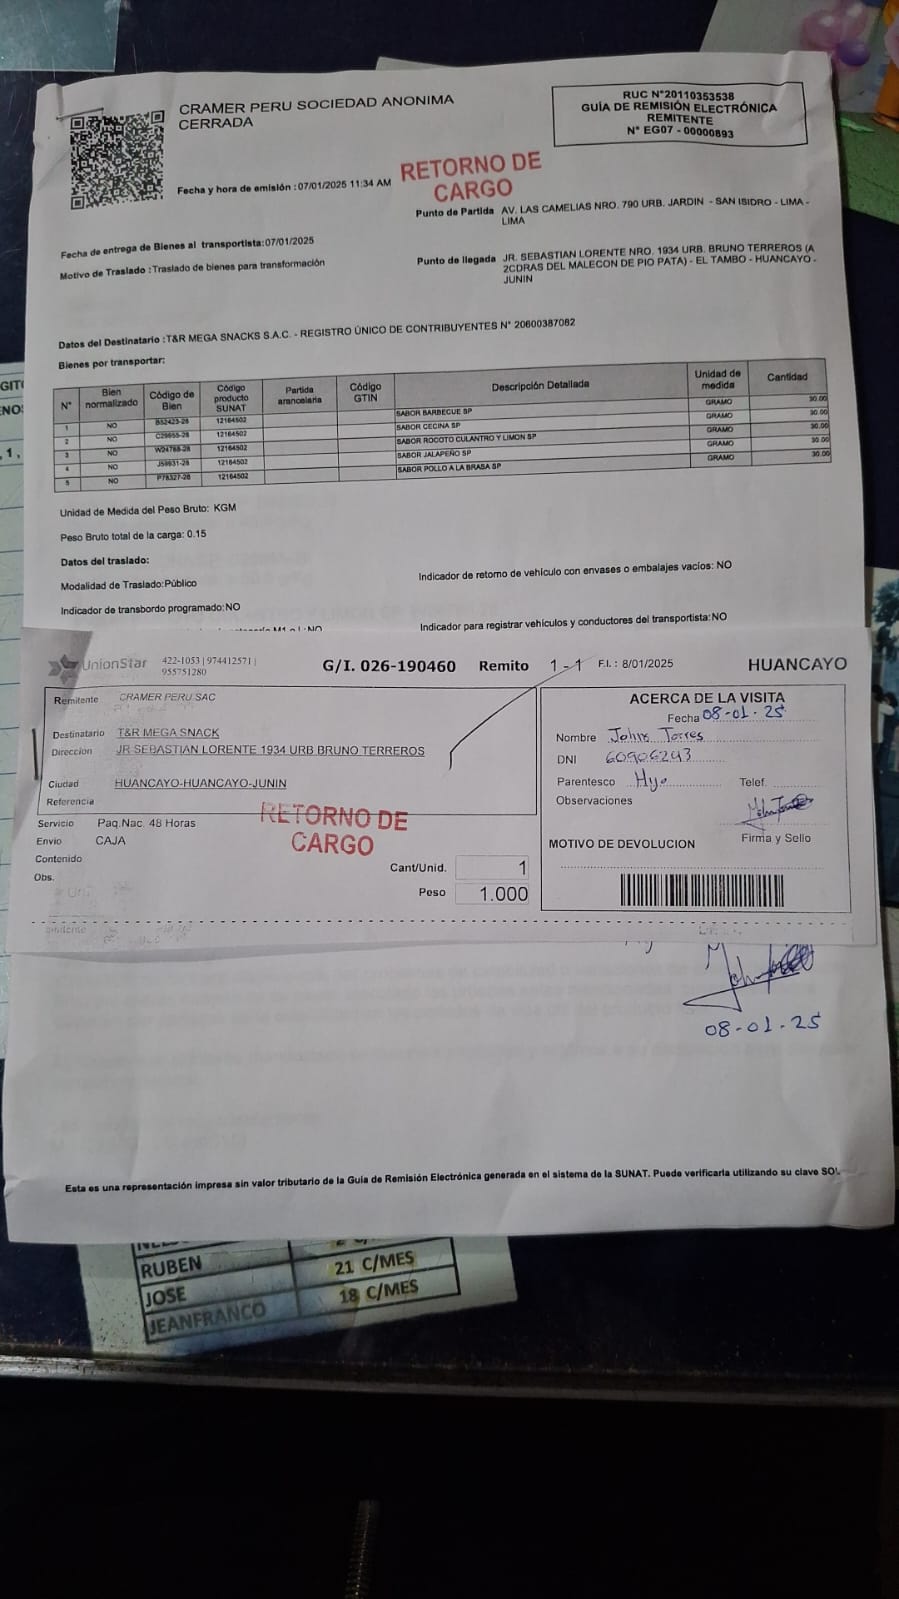 CRAMER PERU SOCIEDAD ANONIMA
CERRADA
RUC N°20110353538
GUÍA DE REMISIÓN ELECTRÓNICA
REMITENTE
N° EG07 - 00000893
RETORNO DE
CARGO
Fecha y hora de emisión : 07/01/2025 11:34 AM
Punto de Partida AV. LAS CAMELIAS NRO. 790 URB. JARDIN - SAN ISIDRO - LIMA -
LIMA
Fecha de entrega de Bienes al transportista:07/01/2025
Motivo de Traslado : Traslado de bienes para transformación
Punto de llegada JR. SEBASTIAN LORENTE NRO. 1934 URB. BRUNO TERREROS (A
2CDRAS DEL MALECON DE PIO PATA) - EL TAMBO - HUANCAYO -
JUNIN
Datos del Destinatario : T&R MEGA SNACKS S.A.C. - REGISTRO ÚNICO DE CONTRIBUYENTES N° 20600387082
Bienes por transportar:
N° Bien normalizado Código de Bien Código producto SUNAT Partida arancelaria Código GTIN Descripción Detallada Unidad de medida Cantidad
1 NO 12164502 SABOR BARBECUE SP GRAMO 30.00
2 NO 12164502 SABOR CECINA SP GRAMO 30.00
3 NO 12164502 SABOR ROCOTO CULANTRO Y LIMON SP GRAMO 30.00
4 NO 12164502 SABOR JALAPEÑO SP GRAMO 30.00
5 NO 12164502 SABOR POLLO A LA BRASA SP GRAMO 30.00
Unidad de Medida del Peso Bruto: KGM
Peso Bruto total de la carga: 0.15
Datos del traslado:
Modalidad de Traslado:Público
Indicador de retorno de vehículo con envases o embalajes vacíos: NO
Indicador de transbordo programado:NO
Indicador para registrar vehículos y conductores del transportista:NO
UnionStar 422-1053 | 974412571 |
955751280
G/I. 026-190460 Remito 1 - 1 F.I. : 8/01/2025 HUANCAYO
Remitente CRAMER PERU SAC
Destinatario T&R MEGA SNACK
Direccion JR SEBASTIAN LORENTE 1934 URB BRUNO TERREROS
Ciudad HUANCAYO-HUANCAYO-JUNIN
Referencia
Servicio Paq.Nac. 48 Horas
Envio CAJA
Contenido
Obs.
RETORNO DE
CARGO
Cant/Unid. 1
Peso 1.000
ACERCA DE LA VISITA
Fecha 08-01-25
Nombre John Torres
DNI 60906243
Parentesco Hyo Telef.
Observaciones
Firma y Sello
MOTIVO DE DEVOLUCION
08-01-25
Esta es una representación impresa sin valor tributario de la Guía de Remisión Electrónica generada en el sistema de la SUNAT. Puede verificarla utilizando su clave SOL
RUBEN 21 C/MES
JOSE 18 C/MES
JEANFRANCO